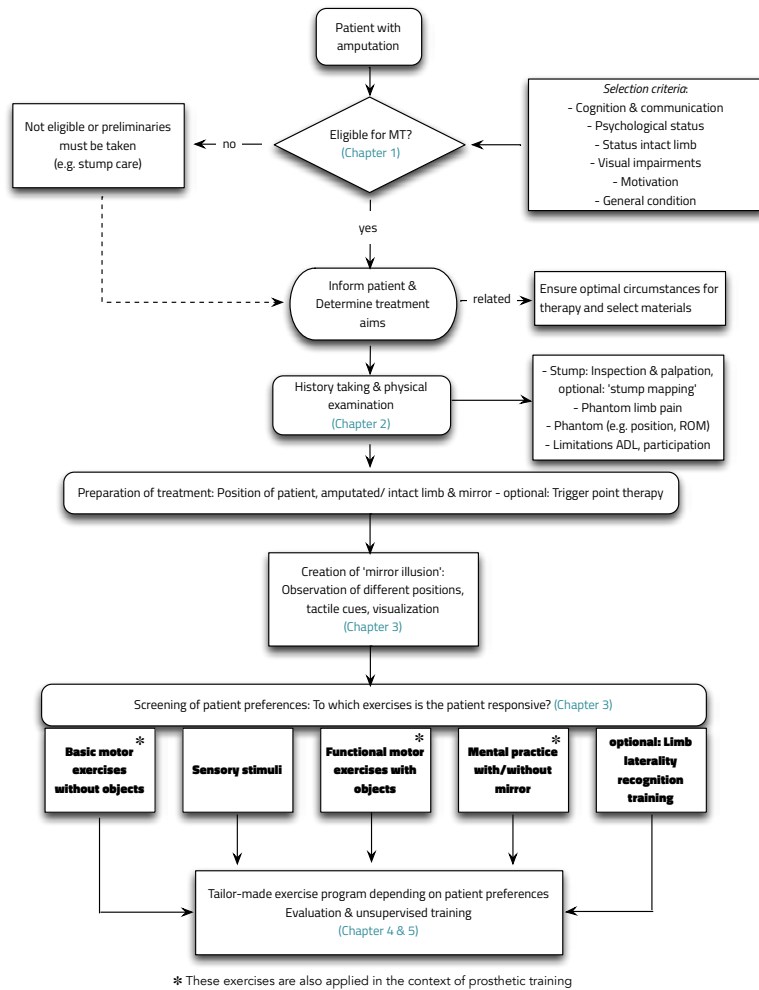 Patient with
amputation
Selection criteria:
- Cognition & communication
- Psychological status
- Status intact limb
- Visual impairments
- Motivation
- General condition
Not eligible or preliminaries
must be taken
(e.g. stump care)
no
Eligible for MT?
(Chapter 1)
yes
Inform patient &
Determine treatment
aims
related
Ensure optimal circumstances for
therapy and select materials
History taking & physical
examination
(Chapter 2)
- Stump: Inspection & palpation,
optional: 'stump mapping'
- Phantom limb pain
- Phantom (e.g. position, ROM)
- Limitations ADL, participation
Preparation of treatment: Position of patient, amputated/ intact limb & mirror - optional: Trigger point therapy
Creation of 'mirror illusion':
Observation of different positions,
tactile cues, visualization
(Chapter 3)
Screening of patient preferences: To which exercises is the patient responsive? (Chapter 3)
Basic motor *
exercises
without objects
Sensory stimuli
Functional motor *
exercises with
objects
Mental practice *
with/without
mirror
optional: Limb
laterality
recognition
training
Tailor-made exercise program depending on patient preferences
Evaluation & unsupervised training
(Chapter 4 & 5)
* These exercises are also applied in the context of prosthetic training